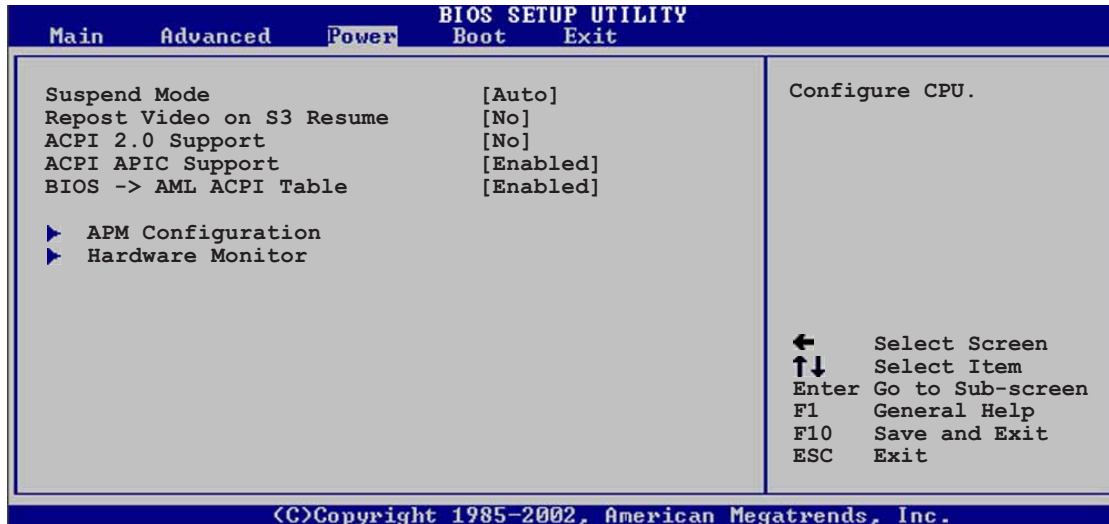 BIOS SETUP UTILITY
Main Advanced Power Boot Exit
Suspend Mode [Auto]
Repost Video on S3 Resume [No]
ACPI 2.0 Support [No]
ACPI APIC Support [Enabled]
BIOS -> AML ACPI Table [Enabled]
APM Configuration
Hardware Monitor
Configure CPU.
← Select Screen
↑↓ Select Item
Enter Go to Sub-screen
F1 General Help
F10 Save and Exit
ESC Exit
(C)Copyright 1985-2002, American Megatrends, Inc.